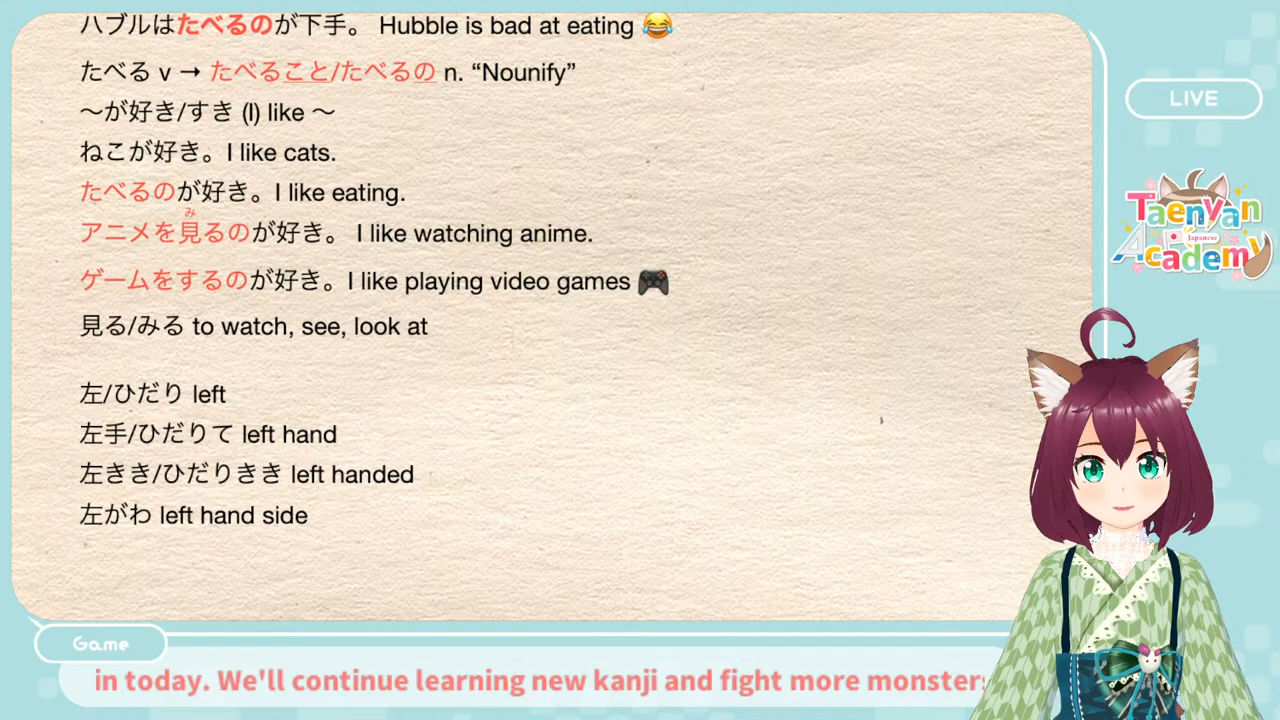 ハブルはたべるのが下手。 Hubble is bad at eating 😂
たべる v → たべること/たべるの n. “Nounify”
〜が好き/すき (I) like 〜
ねこが好き。I like cats.
たべるのが好き。I like eating.
み
アニメを見るのが好き。 I like watching anime.
ゲームをするのが好き。I like playing video games 🎮
見る/みる to watch, see, look at
左/ひだり left
左手/ひだりて left hand
左きき/ひだりきき left handed
左がわ left hand side
LIVE
Taenyan
Japanese
Academy
Game
in today. We'll continue learning new kanji and fight more monsters